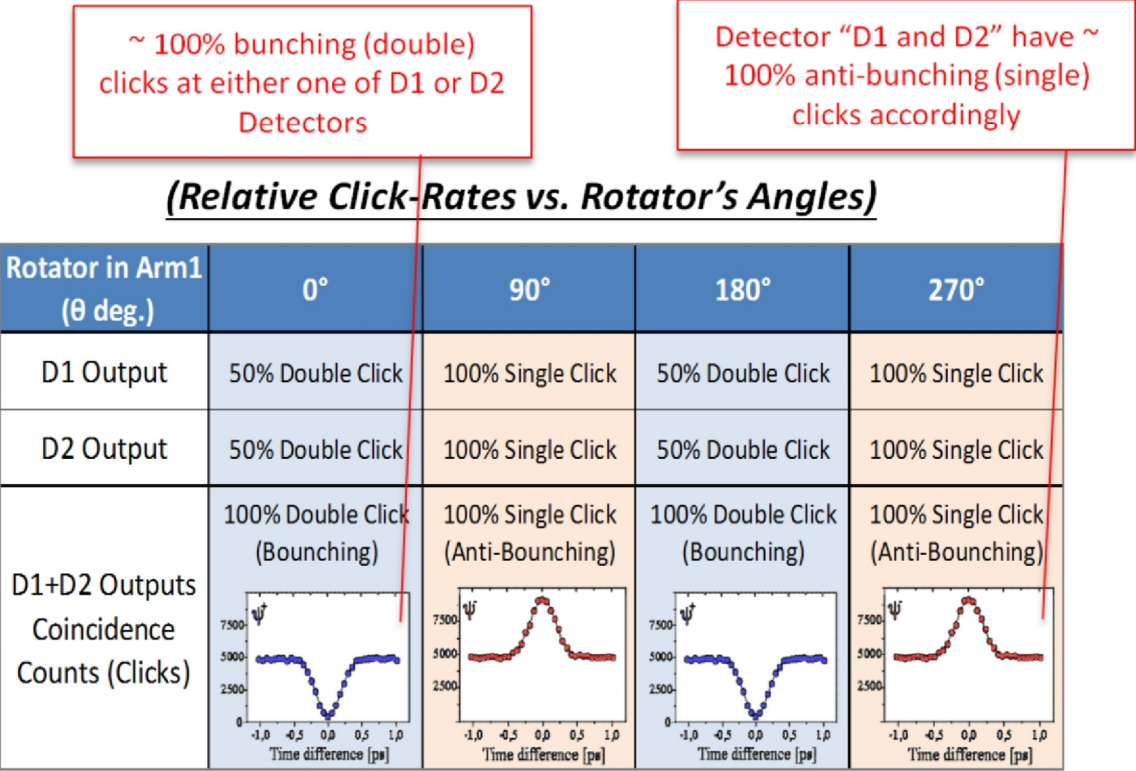 ~ 100% bunching (double)
clicks at either one of D1 or D2
Detectors
Detector “D1 and D2” have ~
100% anti-bunching (single)
clicks accordingly
(Relative Click-Rates vs. Rotator’s Angles)
Rotator in Arm1
(θ deg.)
0°
90°
180°
270°
D1 Output
50% Double Click
100% Single Click
50% Double Click
100% Single Click
D2 Output
50% Double Click
100% Single Click
50% Double Click
100% Single Click
D1+D2 Outputs
Coincidence
Counts (Clicks)
100% Double Click
(Bounching)
ψ+
7500
5000
2500
0
-1,0 -0,5 0,0 0,5 1,0
Time difference [ps]
100% Single Click
(Anti-Bounching)
ψ-
7500
5000
2500
-1,0 -0,5 0,0 0,5 1,0
Time difference [ps]
100% Double Click
(Bounching)
ψ+
7500
5000
2500
0
-1,0 -0,5 0,0 0,5 1,0
Time difference [ps]
100% Single Click
(Anti-Bounching)
ψ-
7500
5000
2500
-1,0 -0,5 0,0 0,5 1,0
Time difference [ps]